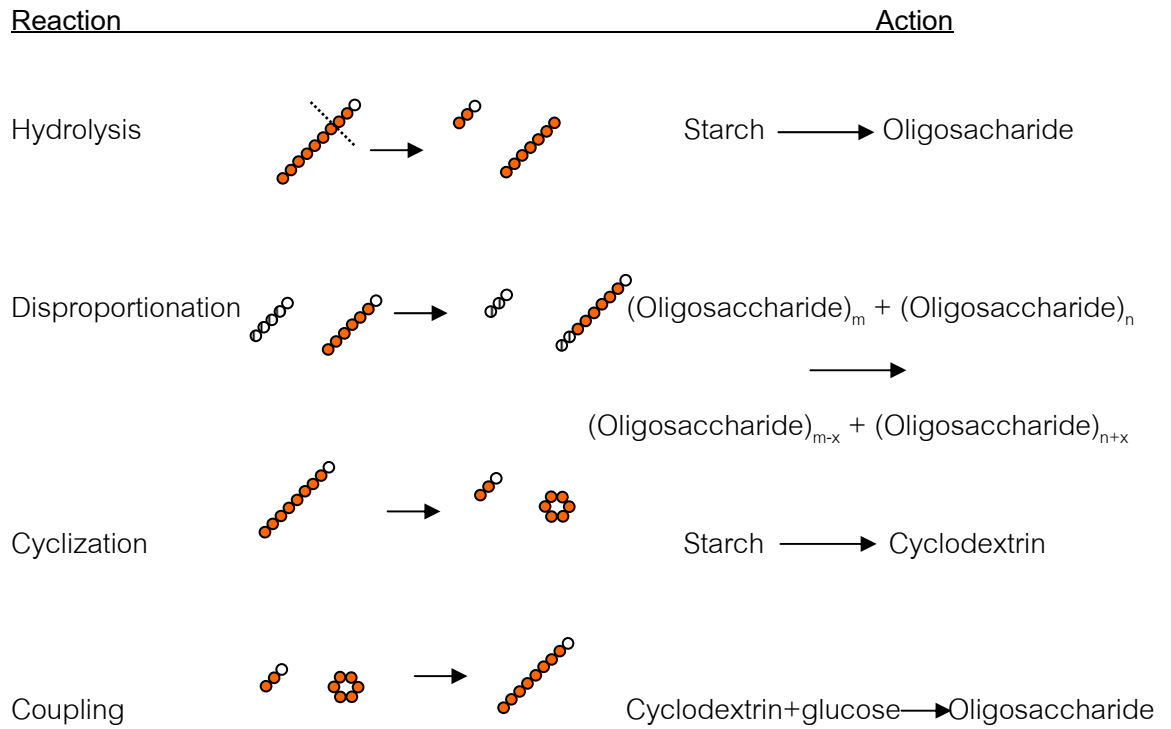 Reaction Action
Hydrolysis Starch → Oligosacharide
Disproportionation (Oligosaccharide)m + (Oligosaccharide)n
→
(Oligosaccharide)m-x + (Oligosaccharide)n+x
Cyclization Starch → Cyclodextrin
Coupling Cyclodextrin+glucose→Oligosaccharide